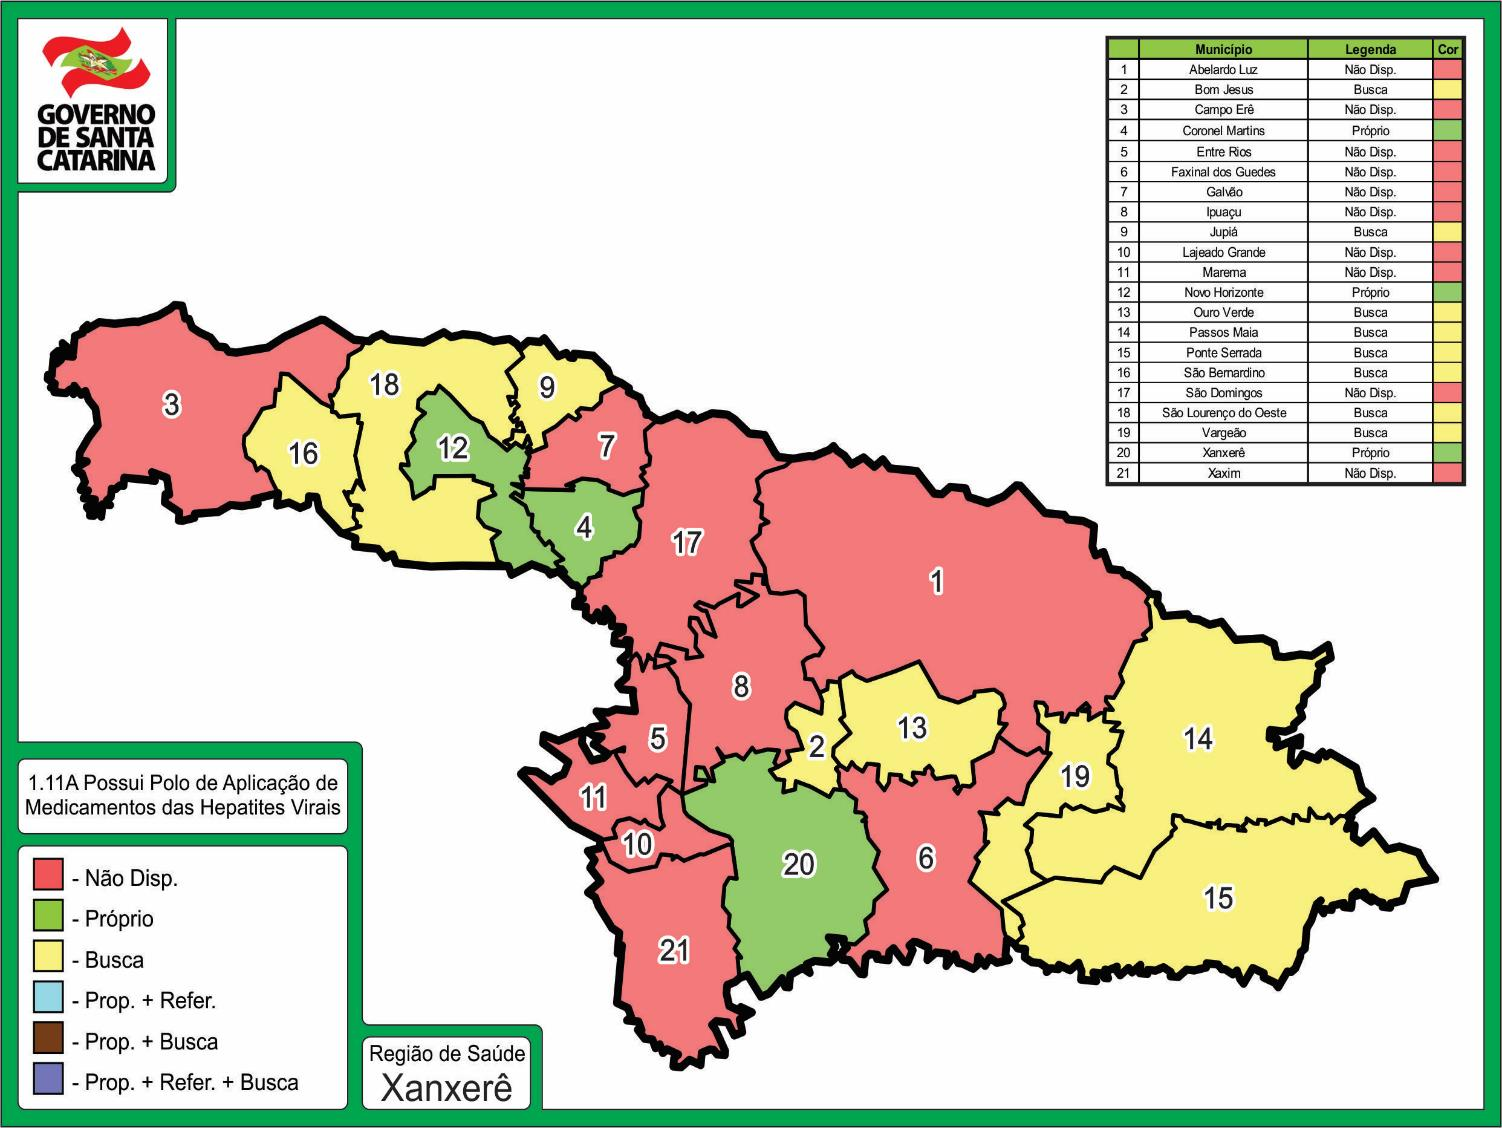 GOVERNO
DE SANTA
CATARINA
Município Legenda Cor
1 Abelardo Luz Não Disp.
2 Bom Jesus Busca
3 Campo Erê Não Disp.
4 Coronel Martins Próprio
5 Entre Rios Não Disp.
6 Faxinal dos Guedes Não Disp.
7 Galvão Não Disp.
8 Ipuaçu Não Disp.
9 Jupiá Busca
10 Lajeado Grande Não Disp.
11 Marema Não Disp.
12 Novo Horizonte Próprio
13 Ouro Verde Busca
14 Passos Maia Busca
15 Ponte Serrada Busca
16 São Bernardino Busca
17 São Domingos Não Disp.
18 São Lourenço do Oeste Busca
19 Vargeão Busca
20 Xanxerê Próprio
21 Xaxim Não Disp.
3
16
18
12
9
7
4
17
1
8
5
2
13
19
14
11
10
20
6
15
21
1.11A Possui Polo de Aplicação de
Medicamentos das Hepatites Virais
- Não Disp.
- Próprio
- Busca
- Prop. + Refer.
- Prop. + Busca
- Prop. + Refer. + Busca
Região de Saúde
Xanxerê